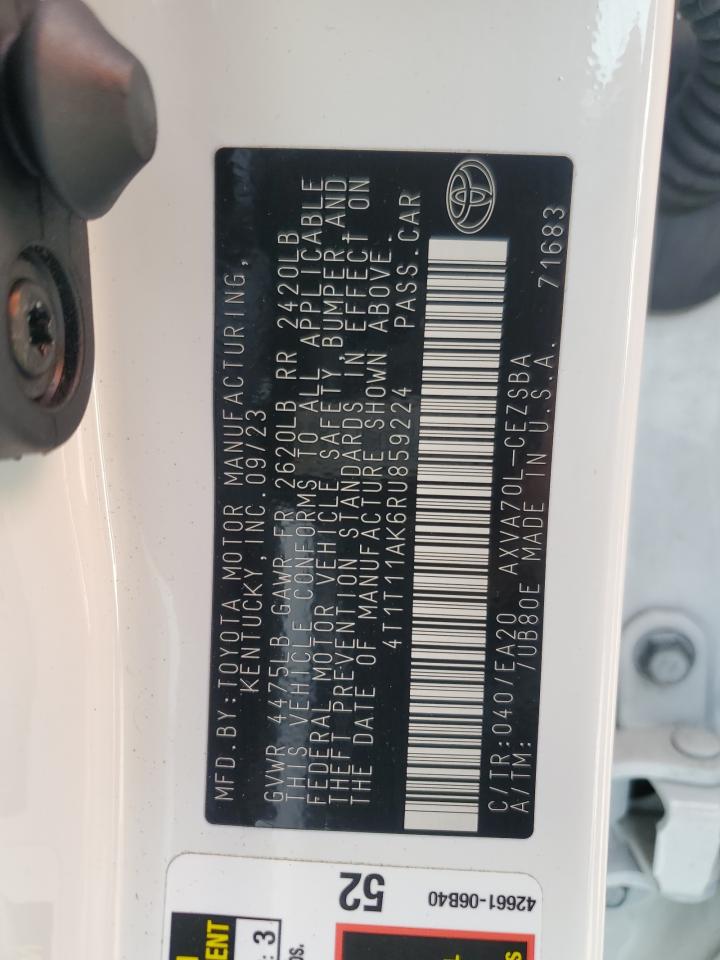 MFD.BY:TOYOTA MOTOR MANUFACTURING,
KENTUCKY, INC.09/23
GVWR 4475LB GAWR FR 2620LB RR 2420LB
THIS VEHICLE CONFORMS TO ALL APPLICABLE
FEDERAL MOTOR VEHICLE SAFETY,BUMPER,AND
THEFT PREVENTION STANDARDS IN EFFECT ON
THE DATE OF MANUFACTURE SHOWN ABOVE.
4T1T11AK6RU859224 PASS.CAR
C/TR:040/EA20 AXVA70L-CEZSBA
A/TM: /UB80E MADE IN U.S.A. 71683
52
42661-06B40
: 3